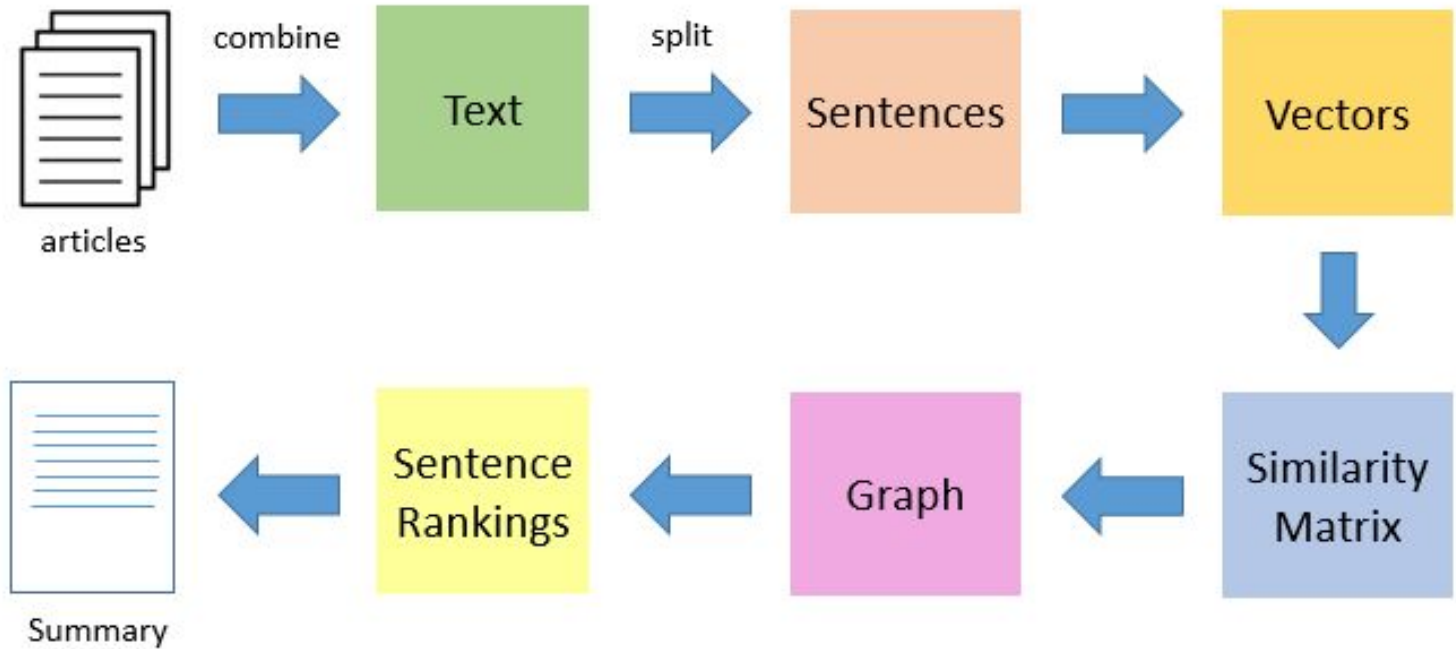 combine
split
Text
Sentences
Vectors
articles
Similarity
Matrix
Graph
Sentence
Rankings
Summary